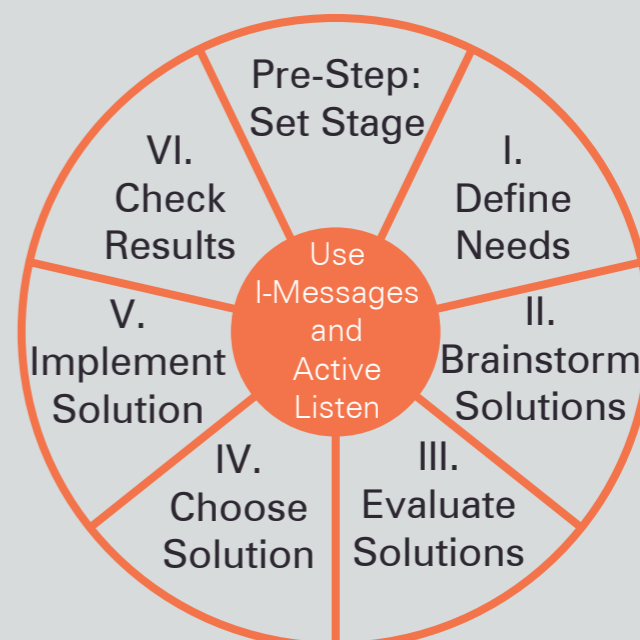 Pre-Step:
Set Stage
I.
Define
Needs
II.
Brainstorm
Solutions
III.
Evaluate
Solutions
IV.
Choose
Solution
V.
Implement
Solution
VI.
Check
Results
Use
I-Messages
and
Active
Listen